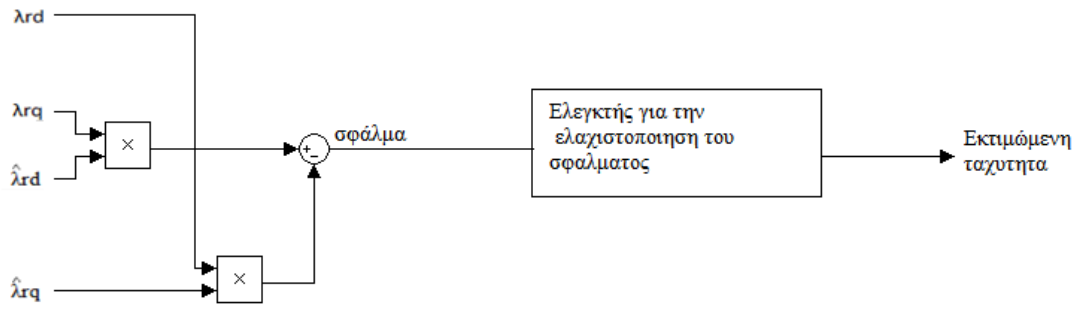 λrd
λrq
λ̂rd
λ̂rq
×
×
+
−
σφάλμα
Ελεγκτής για την
ελαχιστοποιηση του
σφαλματος
Εκτιμώμενη
ταχυτητα